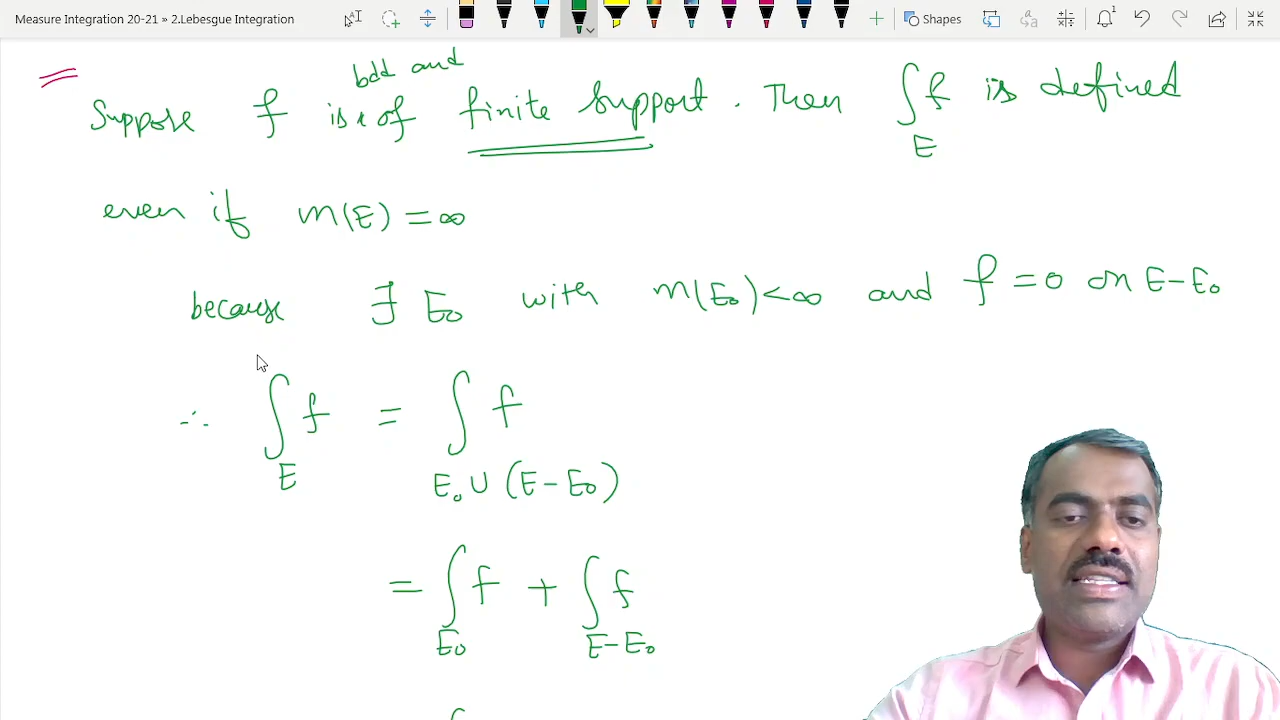 Measure Integration 20-21 » 2.Lebesgue Integration
Shapes
bdd and
Suppose f is of finite support. Then ∫_E f is defined
even if m(E) = ∞
because ∃ E₀ with m(E₀) < ∞ and f = 0 on E − E₀
∴ ∫_E f = ∫_{E₀ ∪ (E − E₀)} f
= ∫_{E₀} f + ∫_{E − E₀} f